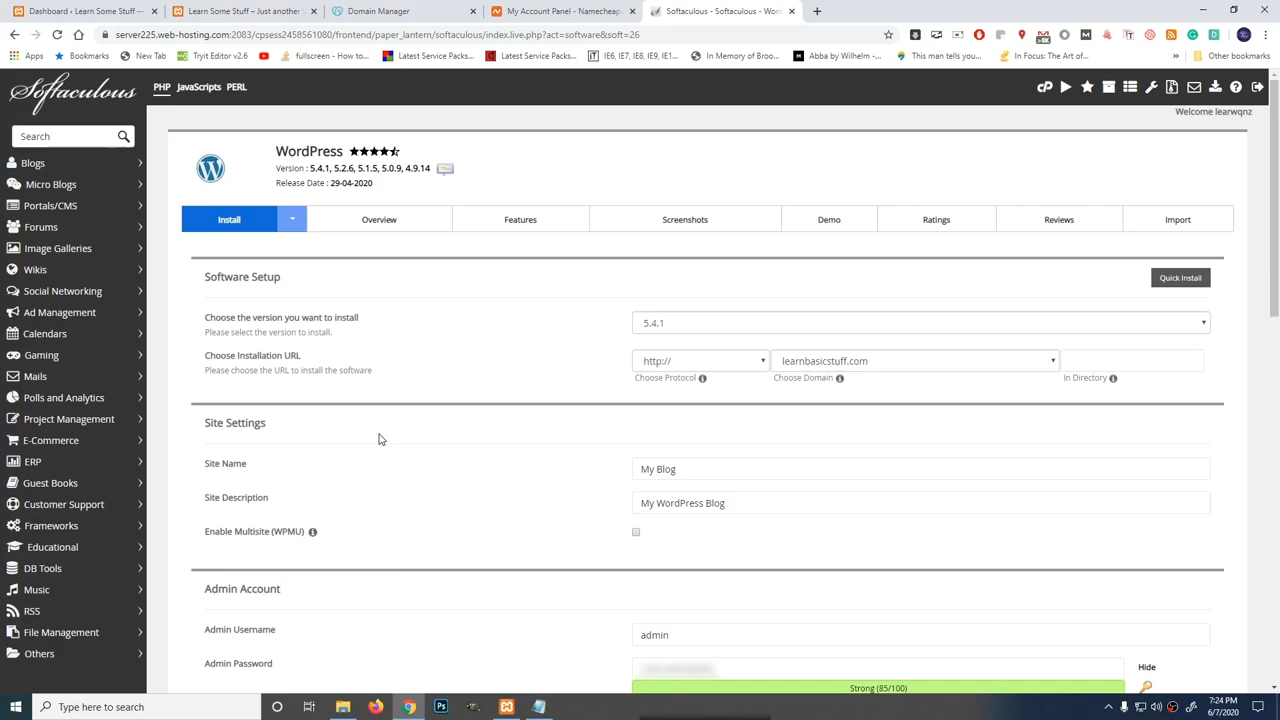 Dashboard ‹ Learn Some Stuff —
Learn Some Stuff – Just another
Domain Manager
My Account Panel - Namecheap
Softaculous - Softaculous - Wor
server225.web-hosting.com:2083/cpsess2458561080/frontend/paper_lantern/softaculous/index.live.php?act=software&soft=26
Apps
Bookmarks
New Tab
Tryit Editor v2.6
fullscreen - How to...
Latest Service Packs...
Latest Service Packs...
IE6, IE7, IE8, IE9, IE1...
In Memory of Broo...
Abba by Wilhelm -...
This man tells you...
In Focus: The Art of...
»
Other bookmarks
Softaculous
PHP JavaScripts PERL
Welcome learwqnz
Search
Blogs
Micro Blogs
Portals/CMS
Forums
Image Galleries
Wikis
Social Networking
Ad Management
Calendars
Gaming
Mails
Polls and Analytics
Project Management
E-Commerce
ERP
Guest Books
Customer Support
Frameworks
Educational
DB Tools
Music
RSS
File Management
Others
WordPress
Version : 5.4.1, 5.2.6, 5.1.5, 5.0.9, 4.9.14
Release Date : 29-04-2020
Install
Overview
Features
Screenshots
Demo
Ratings
Reviews
Import
Software Setup
Quick Install
Choose the version you want to install
Please select the version to install.
5.4.1
Choose Installation URL
Please choose the URL to install the software
http://
learnbasicstuff.com
Choose Protocol
Choose Domain
In Directory
Site Settings
Site Name
My Blog
Site Description
My WordPress Blog
Enable Multisite (WPMU)
Admin Account
Admin Username
admin
Admin Password
Hide
Strong (85/100)
Type here to search
7:24 PM
6/7/2020